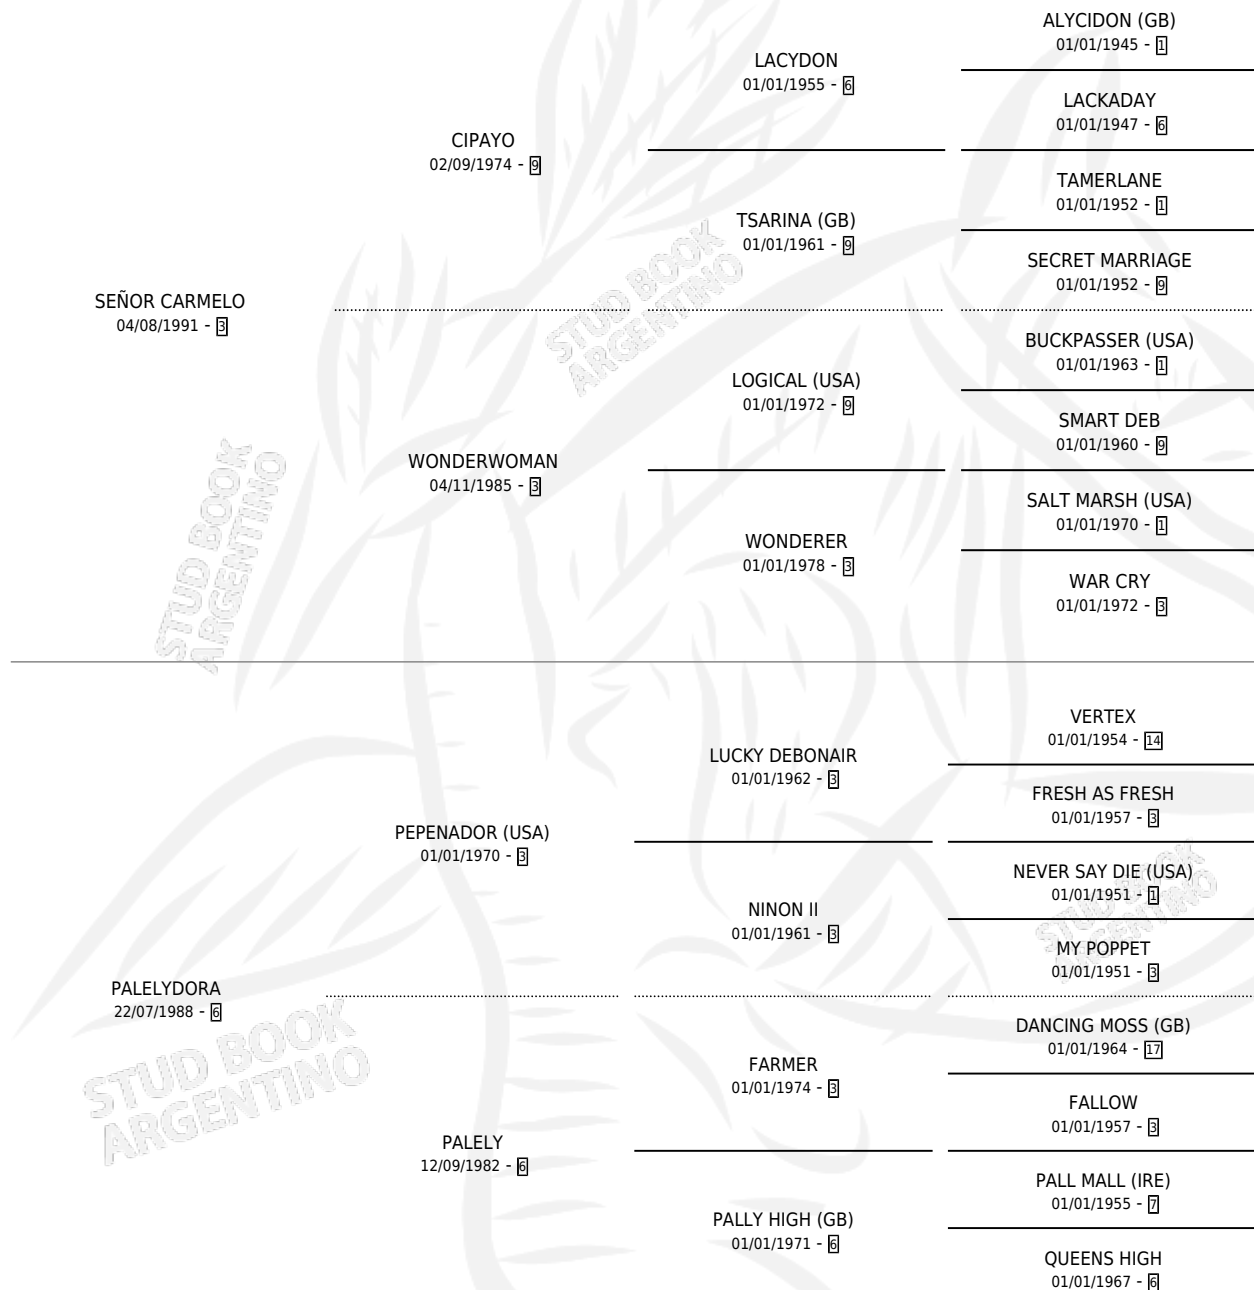 ALYCIDON (GB)
01/01/1945 - 1
LACYDON
01/01/1955 - 6
LACKADAY
01/01/1947 - 6
CIPAYO
02/09/1974 - 9
TAMERLANE
01/01/1952 - 1
TSARINA (GB)
01/01/1961 - 9
SECRET MARRIAGE
01/01/1952 - 9
SEÑOR CARMELO
04/08/1991 - 3
BUCKPASSER (USA)
01/01/1963 - 1
LOGICAL (USA)
01/01/1972 - 9
SMART DEB
01/01/1960 - 9
WONDERWOMAN
04/11/1985 - 3
SALT MARSH (USA)
01/01/1970 - 1
WONDERER
01/01/1978 - 3
WAR CRY
01/01/1972 - 3
VERTEX
01/01/1954 - 14
LUCKY DEBONAIR
01/01/1962 - 3
FRESH AS FRESH
01/01/1957 - 3
PEPENADOR (USA)
01/01/1970 - 3
NEVER SAY DIE (USA)
01/01/1951 - 1
NINON II
01/01/1961 - 3
MY POPPET
01/01/1951 - 3
PALELYDORA
22/07/1988 - 6
DANCING MOSS (GB)
01/01/1964 - 17
FARMER
01/01/1974 - 3
FALLOW
01/01/1957 - 3
PALELY
12/09/1982 - 6
PALL MALL (IRE)
01/01/1955 - 7
PALLY HIGH (GB)
01/01/1971 - 6
QUEENS HIGH
01/01/1967 - 6
STUD BOOK
ARGENTINO
STUD BOOK
ARGENTINO
STUD BOOK
ARGENTINO
STUD BOOK
ARGENTINO